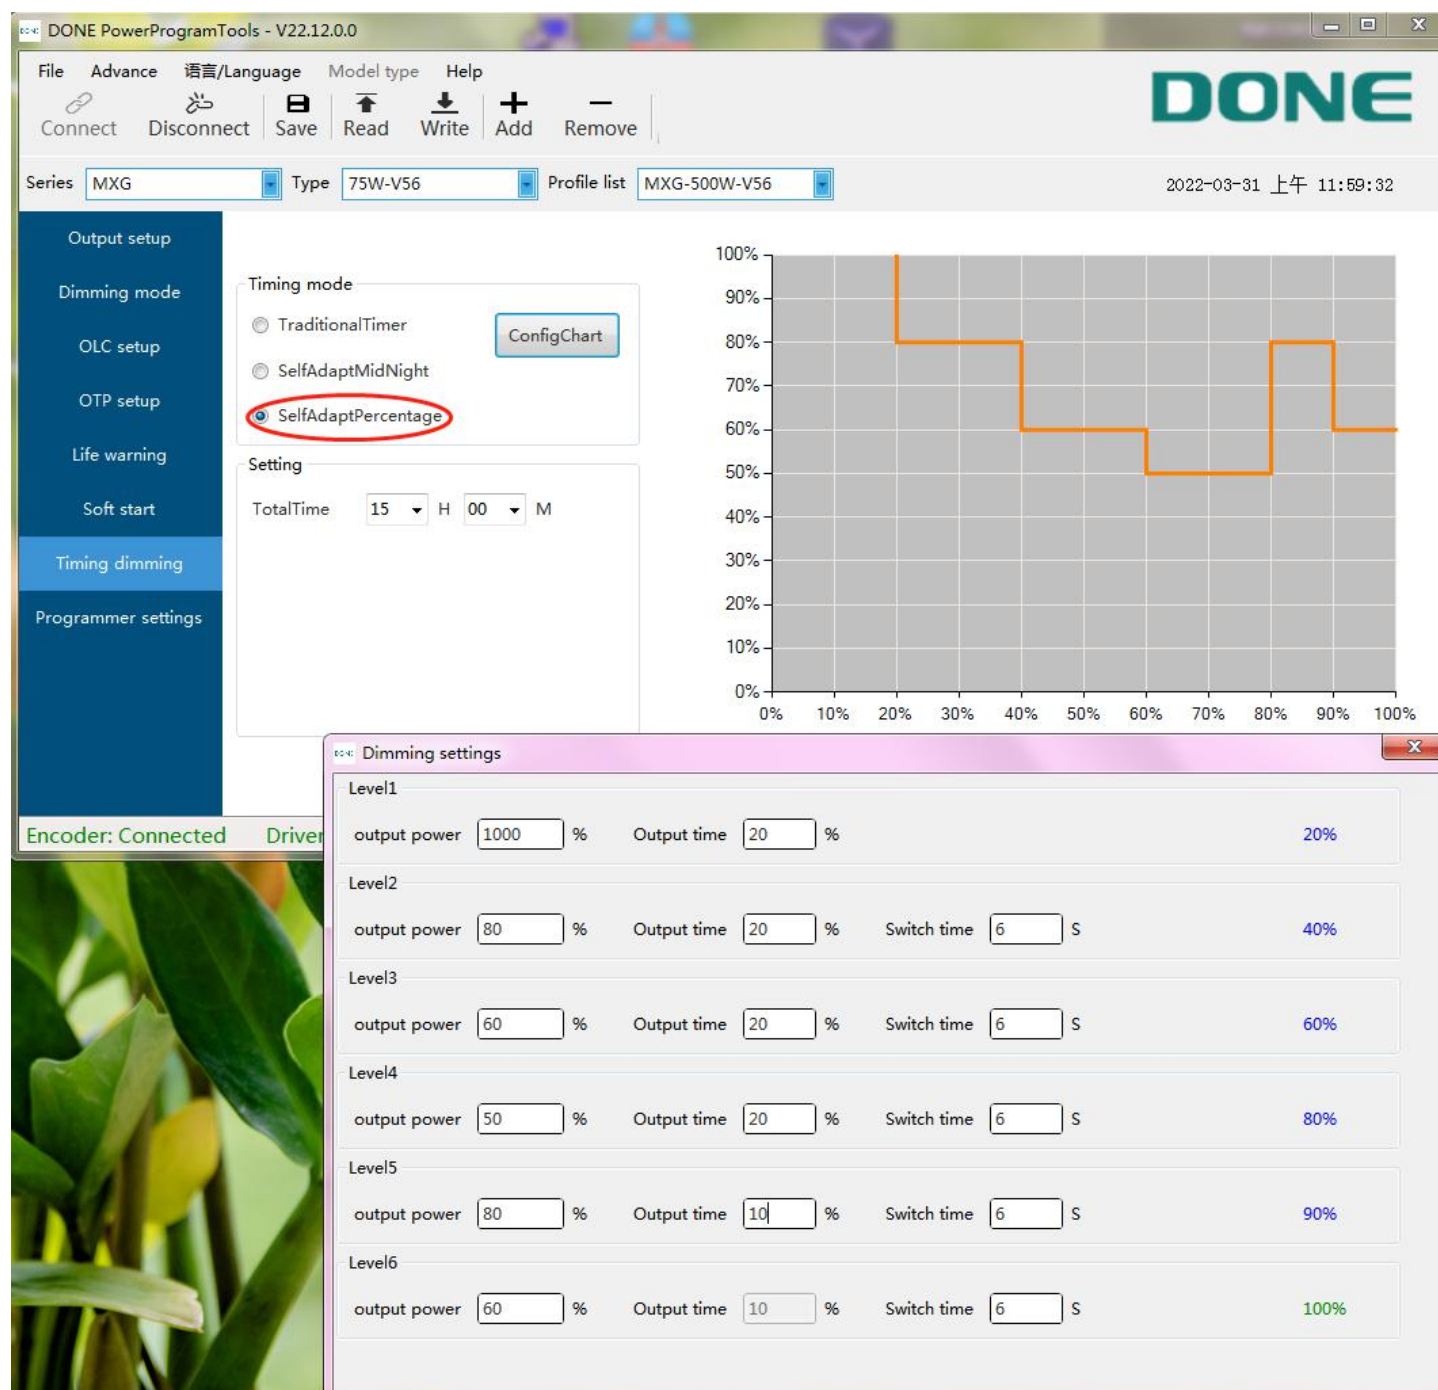 DONE PowerProgramTools - V22.12.0.0
File Advance 语言/Language Model type Help
Connect Disconnect Save Read Write Add Remove
DONE
Series MXG Type 75W-V56 Profile list MXG-500W-V56 2022-03-31 上午 11:59:32
Output setup
Dimming mode
OLC setup
OTP setup
Life warning
Soft start
Timing dimming
Programmer settings
Timing mode
TraditionalTimer
ConfigChart
SelfAdaptMidNight
SelfAdaptPercentage
Setting
TotalTime 15 H 00 M
100%
90%
80%
70%
60%
50%
40%
30%
20%
10%
0%
0% 10% 20% 30% 40% 50% 60% 70% 80% 90% 100%
Encoder: Connected Driver
DONE Dimming settings
Level1
output power 1000 % Output time 20 % 20%
Level2
output power 80 % Output time 20 % Switch time 6 S 40%
Level3
output power 60 % Output time 20 % Switch time 6 S 60%
Level4
output power 50 % Output time 20 % Switch time 6 S 80%
Level5
output power 80 % Output time 10 % Switch time 6 S 90%
Level6
output power 60 % Output time 10 % Switch time 6 S 100%